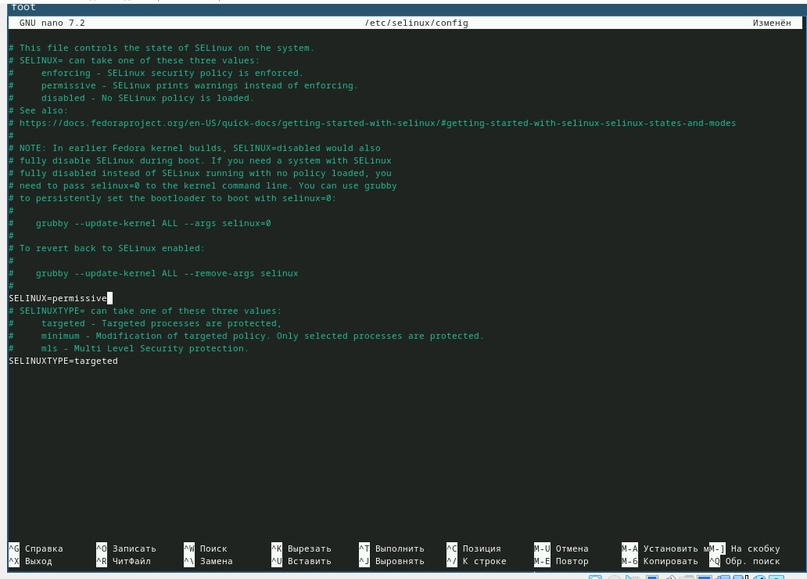 foot
GNU nano 7.2 /etc/selinux/config Изменён
# This file controls the state of SELinux on the system.
# SELINUX= can take one of these three values:
#     enforcing - SELinux security policy is enforced.
#     permissive - SELinux prints warnings instead of enforcing.
#     disabled - No SELinux policy is loaded.
# See also:
# https://docs.fedoraproject.org/en-US/quick-docs/getting-started-with-selinux/#getting-started-with-selinux-selinux-states-and-modes
#
# NOTE: In earlier Fedora kernel builds, SELINUX=disabled would also
# fully disable SELinux during boot. If you need a system with SELinux
# fully disabled instead of SELinux running with no policy loaded, you
# need to pass selinux=0 to the kernel command line. You can use grubby
# to persistently set the bootloader to boot with selinux=0:
#
#    grubby --update-kernel ALL --args selinux=0
#
# To revert back to SELinux enabled:
#
#    grubby --update-kernel ALL --remove-args selinux
#
SELINUX=permissive
# SELINUXTYPE= can take one of these three values:
#     targeted - Targeted processes are protected,
#     minimum - Modification of targeted policy. Only selected processes are protected.
#     mls - Multi Level Security protection.
SELINUXTYPE=targeted
^G Справка ^O Записать ^W Поиск ^K Вырезать ^T Выполнить ^C Позиция M-U Отмена M-A Установить мM-] На скобку
^X Выход ^R ЧитФайл ^\ Замена ^U Вставить ^J Выровнять ^/ К строке M-E Повтор M-6 Копировать ^Q Обр. поиск